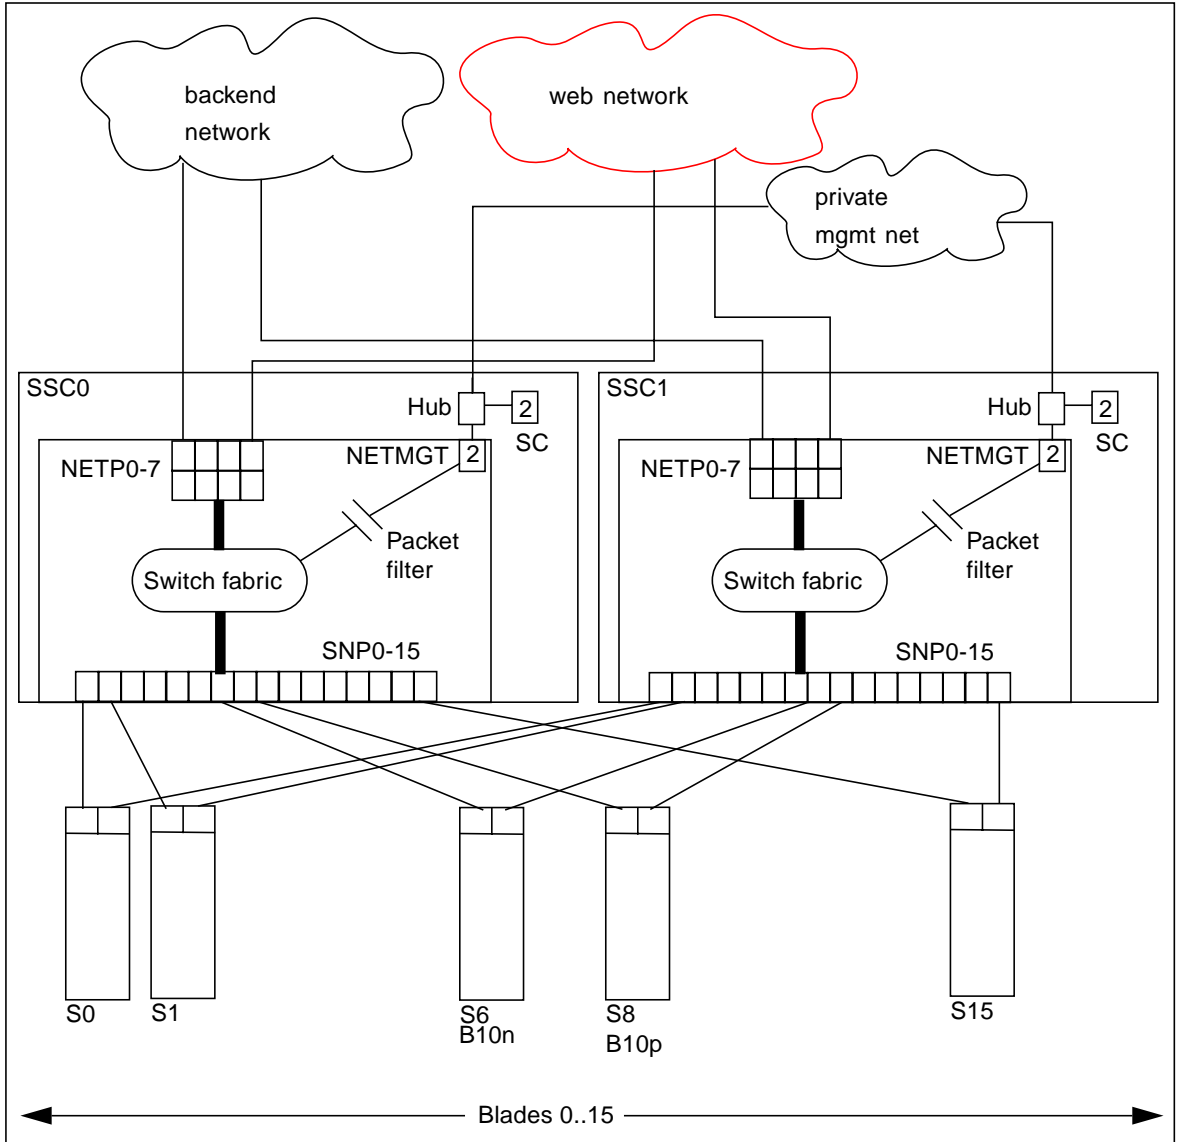 backend
network
web network
private
mgmt net
SSC0
Hub
2
SC
NETMGT
2
NETP0-7
Packet
filter
Switch fabric
SNP0-15
SSC1
Hub
2
SC
NETMGT
2
NETP0-7
Packet
filter
Switch fabric
SNP0-15
S0
S1
S6
B10n
S8
B10p
S15
Blades 0..15